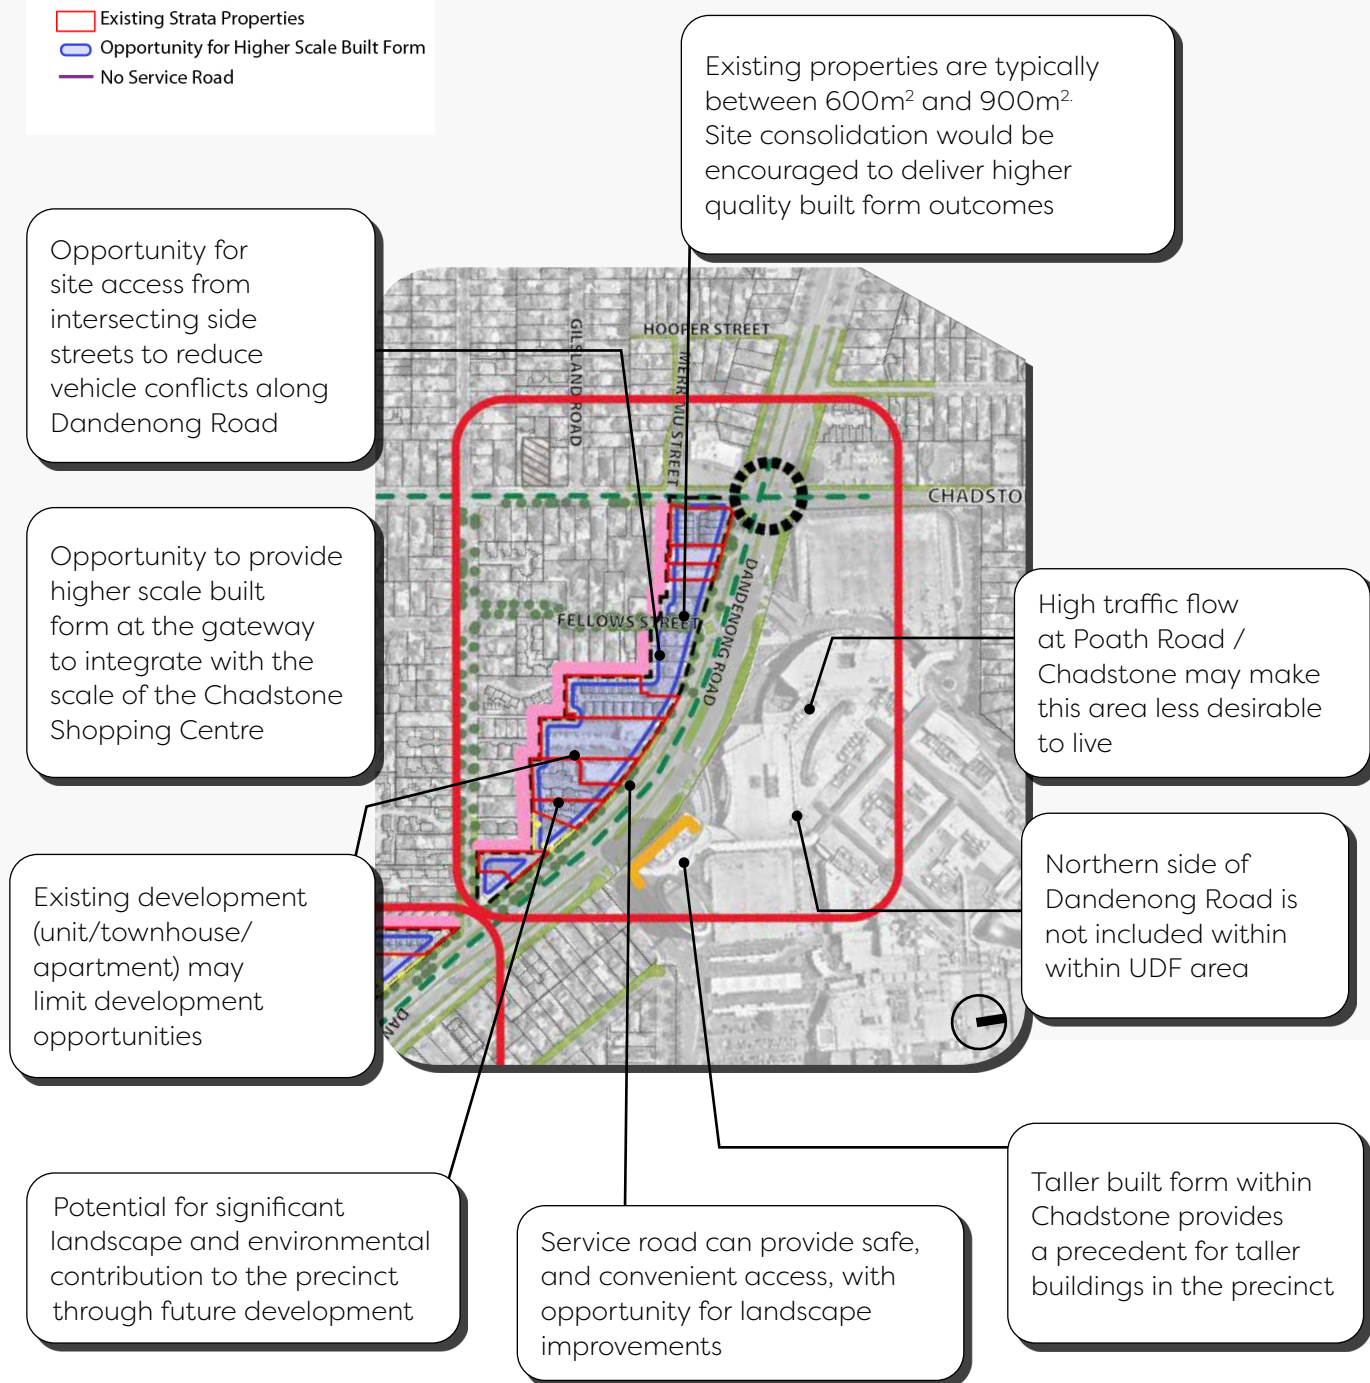 Existing Strata Properties
Opportunity for Higher Scale Built Form
No Service Road
Existing properties are typically
between 600m² and 900m².
Site consolidation would be
encouraged to deliver higher
quality built form outcomes
Opportunity for
site access from
intersecting side
streets to reduce
vehicle conflicts along
Dandenong Road
Opportunity to provide
higher scale built
form at the gateway
to integrate with the
scale of the Chadstone
Shopping Centre
Existing development
(unit/townhouse/
apartment) may
limit development
opportunities
HOOPER STREET
ROAD
STREET
CHADSTO
FELLOWS STREET
DANDENONG ROAD
DAN
High traffic flow
at Poath Road /
Chadstone may make
this area less desirable
to live
Northern side of
Dandenong Road is
not included within
within UDF area
Potential for significant
landscape and environmental
contribution to the precinct
through future development
Service road can provide safe,
and convenient access, with
opportunity for landscape
improvements
Taller built form within
Chadstone provides
a precedent for taller
buildings in the precinct